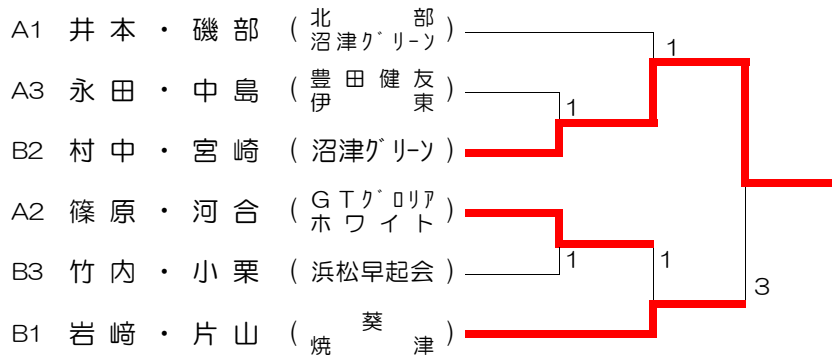 A1 井本・磯部 (北部 沼津グリーン) 1
A3 永田・中島 (豊田健友 伊東) 1
B2 村中・宮崎 (沼津グリーン)
A2 篠原・河合 (GTグロリア ホワイト)
B3 竹内・小栗 (浜松早起会) 1 1 3
B1 岩﨑・片山 (葵 焼津)